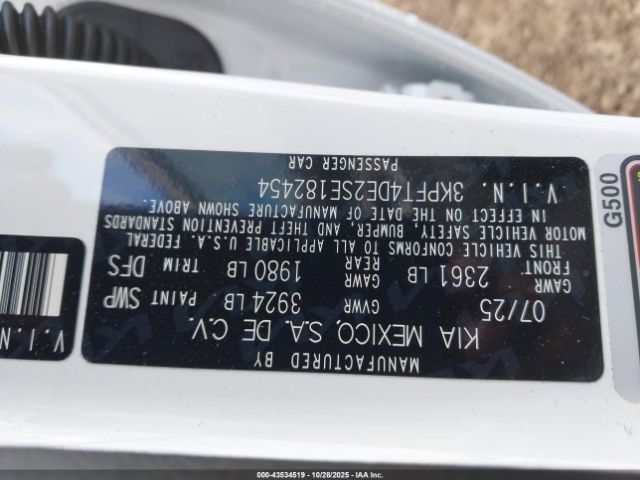 MANUFACTURED BY
KIA MEXICO, S.A. DE C.V.
07/25 GVWR 3924 LB PAINT SWP
GAWR FRONT 2361 LB GAWR REAR 1980 LB TRIM DFS
THIS VEHICLE CONFORMS TO ALL APPLICABLE U.S.A. FEDERAL
MOTOR VEHICLE SAFETY, BUMPER, AND THEFT PREVENTION STANDARDS
IN EFFECT ON THE DATE OF MANUFACTURE SHOWN ABOVE.
V.I.N. 3KPFT4DE2SE182454
PASSENGER CAR
V.I.N
G500
000-43534519 - 10/28/2025 - IAA Inc.